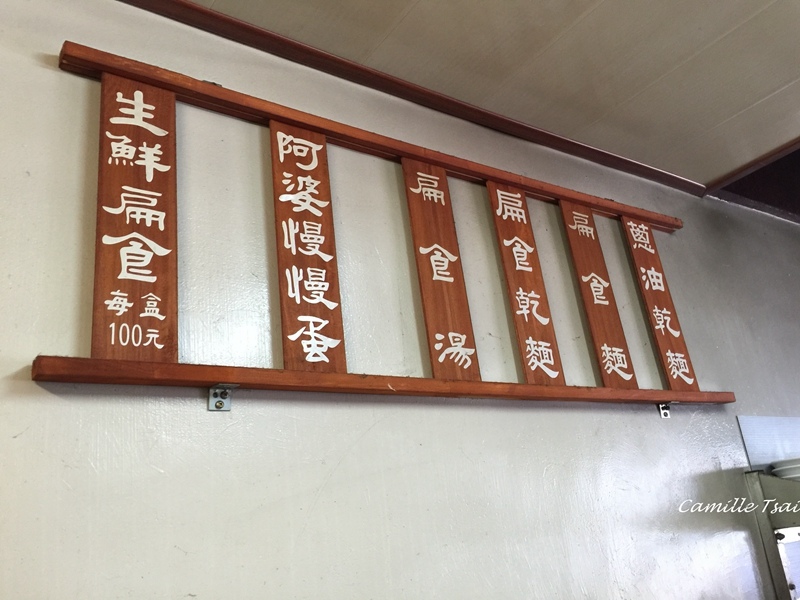 生鮮扁食
每盒
100元
阿婆慢慢蛋
扁食湯
扁食乾麵
扁食麵
蔥油乾麵
Camille Tsai